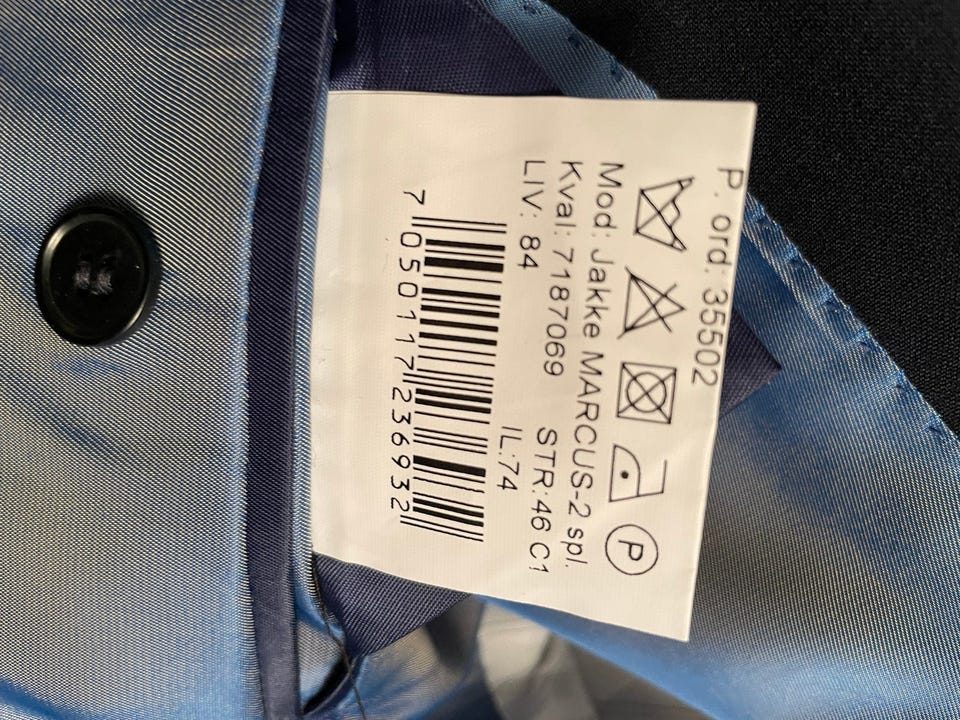 P. ord: 35502
P
Mod: Jakke MARCUS-2 spl.
Kval: 7187069 STR:46 C1
LIV: 84 IL:74
7 050117 236932